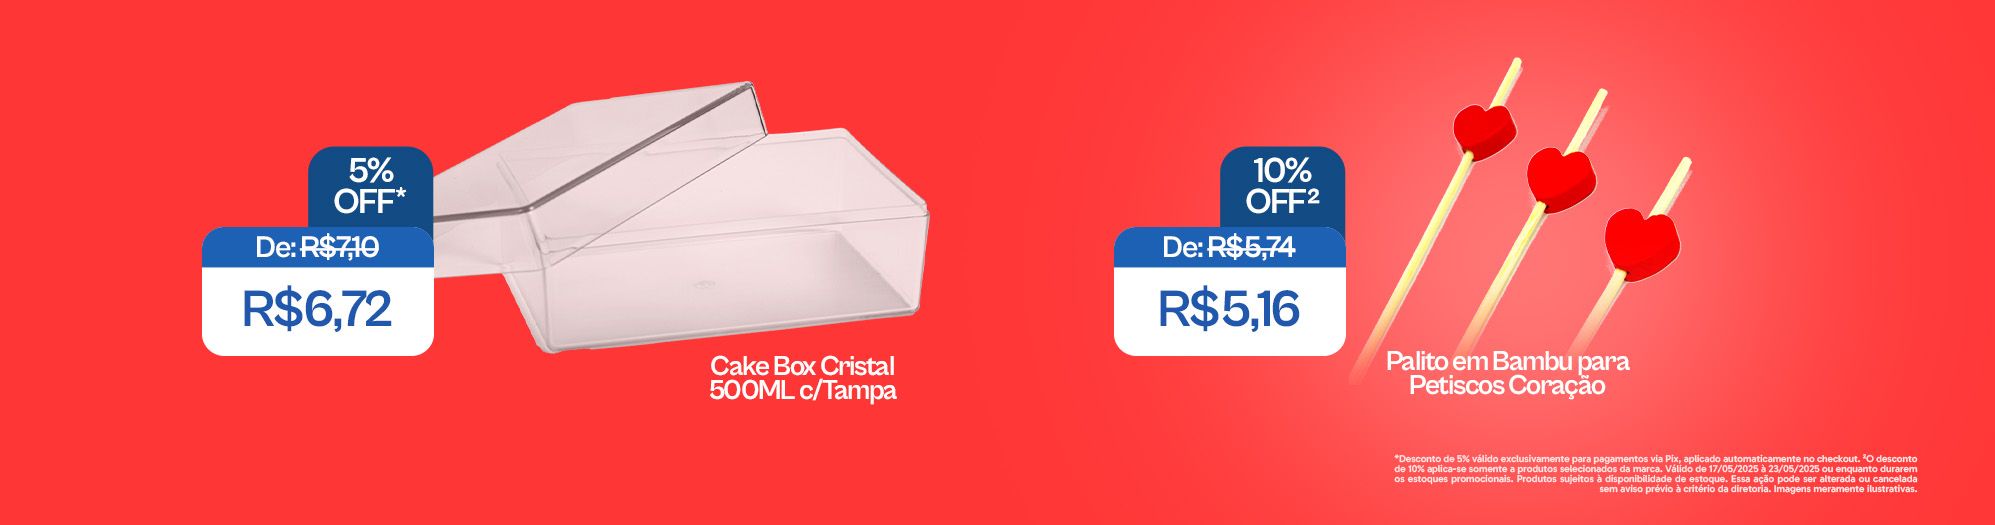 5%
OFF*
De: R$7,10
R$6,72
Cake Box Cristal
500ML c/Tampa
10%
OFF²
De: R$5,74
R$5,16
Palito em Bambu para
Petiscos Coração
*Desconto de 5% válido exclusivamente para pagamentos via Pix, aplicado automaticamente no checkout. ²O desconto
de 10% aplica-se somente a produtos selecionados da marca. Válido de 17/05/2025 à 23/05/2025 ou enquanto durarem
os estoques promocionais. Produtos sujeitos à disponibilidade de estoque. Essa ação pode ser alterada ou cancelada
sem aviso prévio à critério da diretoria. Imagens meramente ilustrativas.